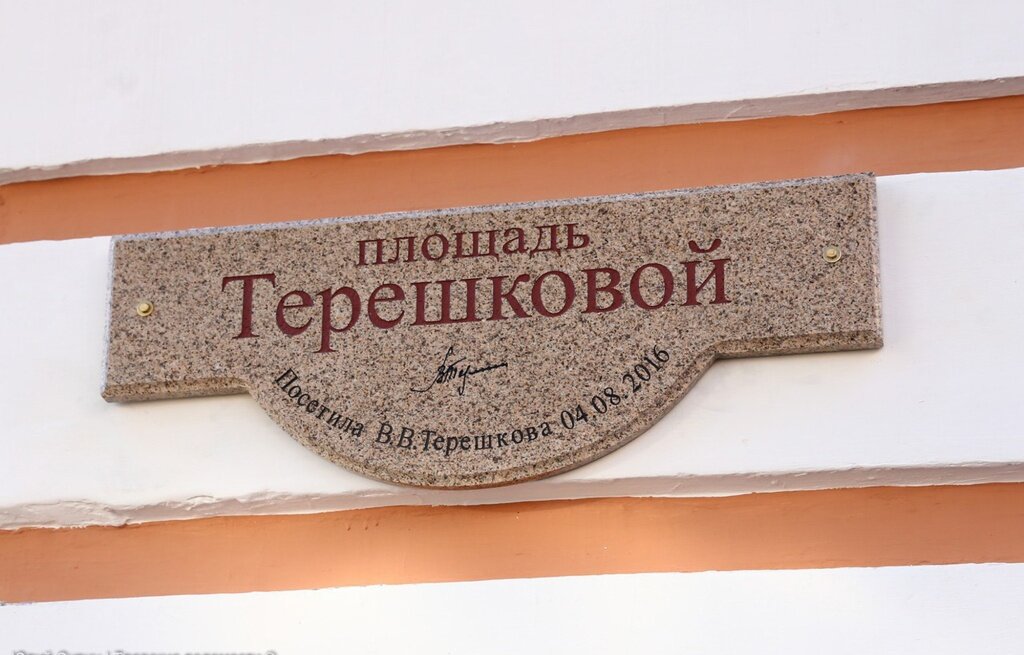 площадь
Терешковой
Посетила В.В.Терешкова 04.08.2016